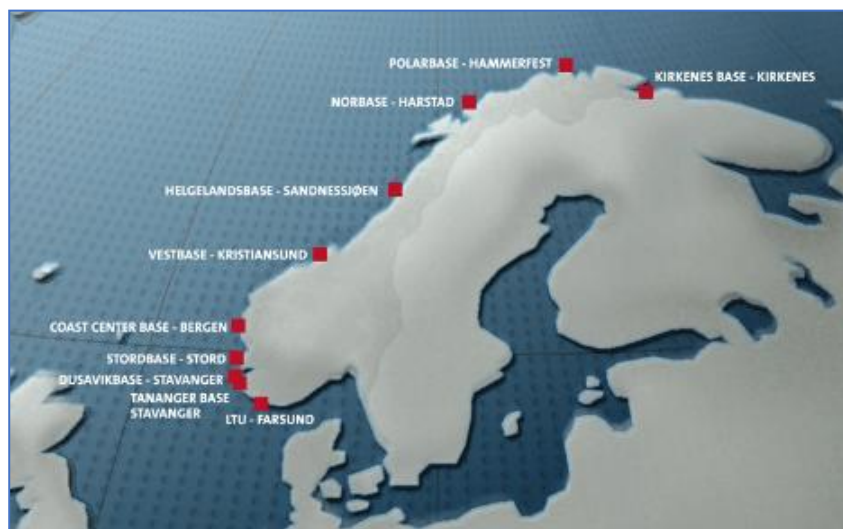 POLARBASE - HAMMERFEST
KIRKENES BASE - KIRKENES
NORBASE - HARSTAD
HELGELANDSBASE - SANDNESSJØEN
VESTBASE - KRISTIANSUND
COAST CENTER BASE - BERGEN
STORDBASE - STORD
DUSAVIKBASE - STAVANGER
TANANGER BASE
STAVANGER
LTU - FARSUND